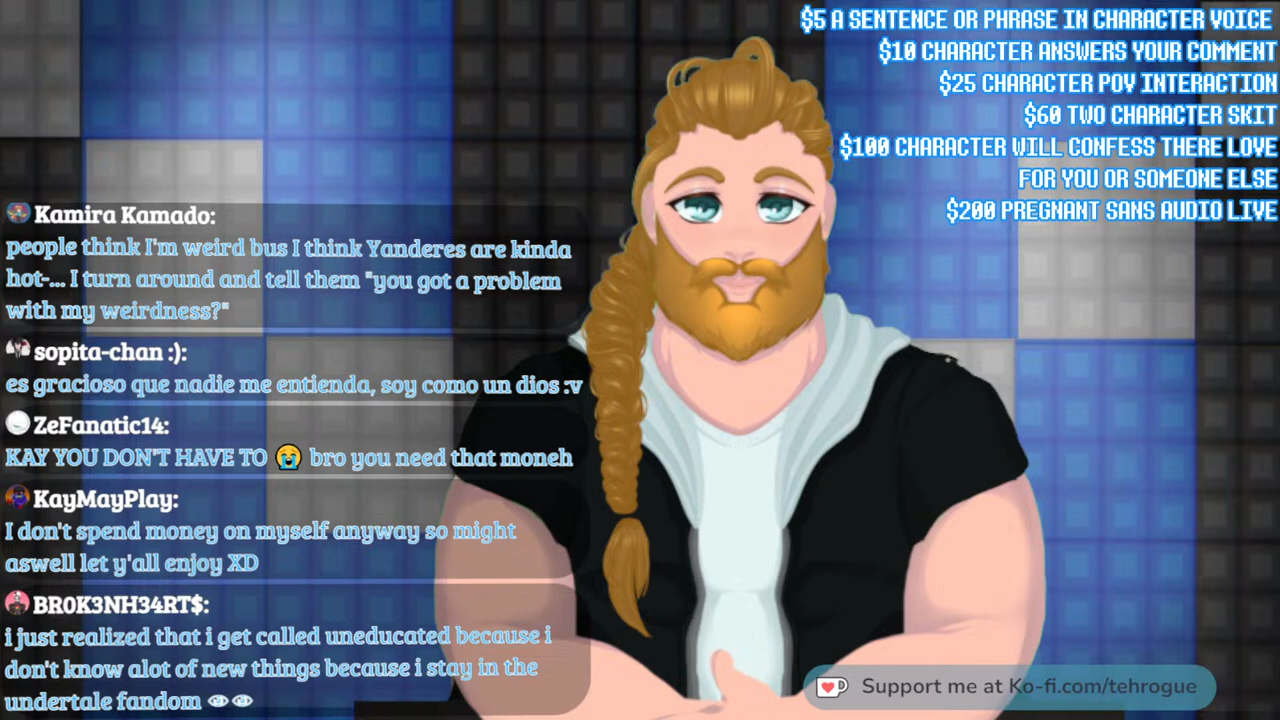 $5 A SENTENCE OR PHRASE IN CHARACTER VOICE
$10 CHARACTER ANSWERS YOUR COMMENT
$25 CHARACTER POV INTERACTION
$60 TWO CHARACTER SKIT
$100 CHARACTER WILL CONFESS THERE LOVE
FOR YOU OR SOMEONE ELSE
$200 PREGNANT SANS AUDIO LIVE
Kamira Kamado:
people think I'm weird bus I think Yanderes are kinda
hot-... I turn around and tell them "you got a problem
with my weirdness?"
sopita-chan :):
es gracioso que nadie me entienda, soy como un dios :v
ZeFanatic14:
KAY YOU DON'T HAVE TO 😭 bro you need that moneh
KayMayPlay:
I don't spend money on myself anyway so might
aswell let y'all enjoy XD
BR0K3NH34RT$:
i just realized that i get called uneducated because i
don't know alot of new things because i stay in the
undertale fandom 👁️👁️
Support me at Ko-fi.com/tehrogue